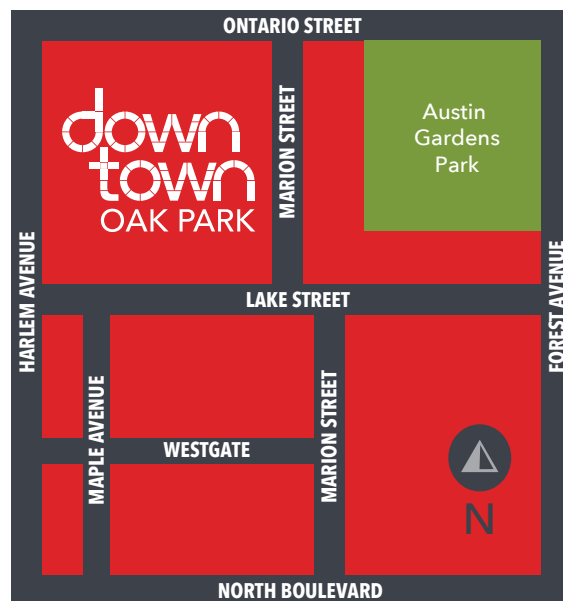 ONTARIO STREET
down
town
OAK PARK
MARION STREET
Austin
Gardens
Park
HARLEM AVENUE
FOREST AVENUE
LAKE STREET
MAPLE AVENUE
WESTGATE
MARION STREET
N
NORTH BOULEVARD